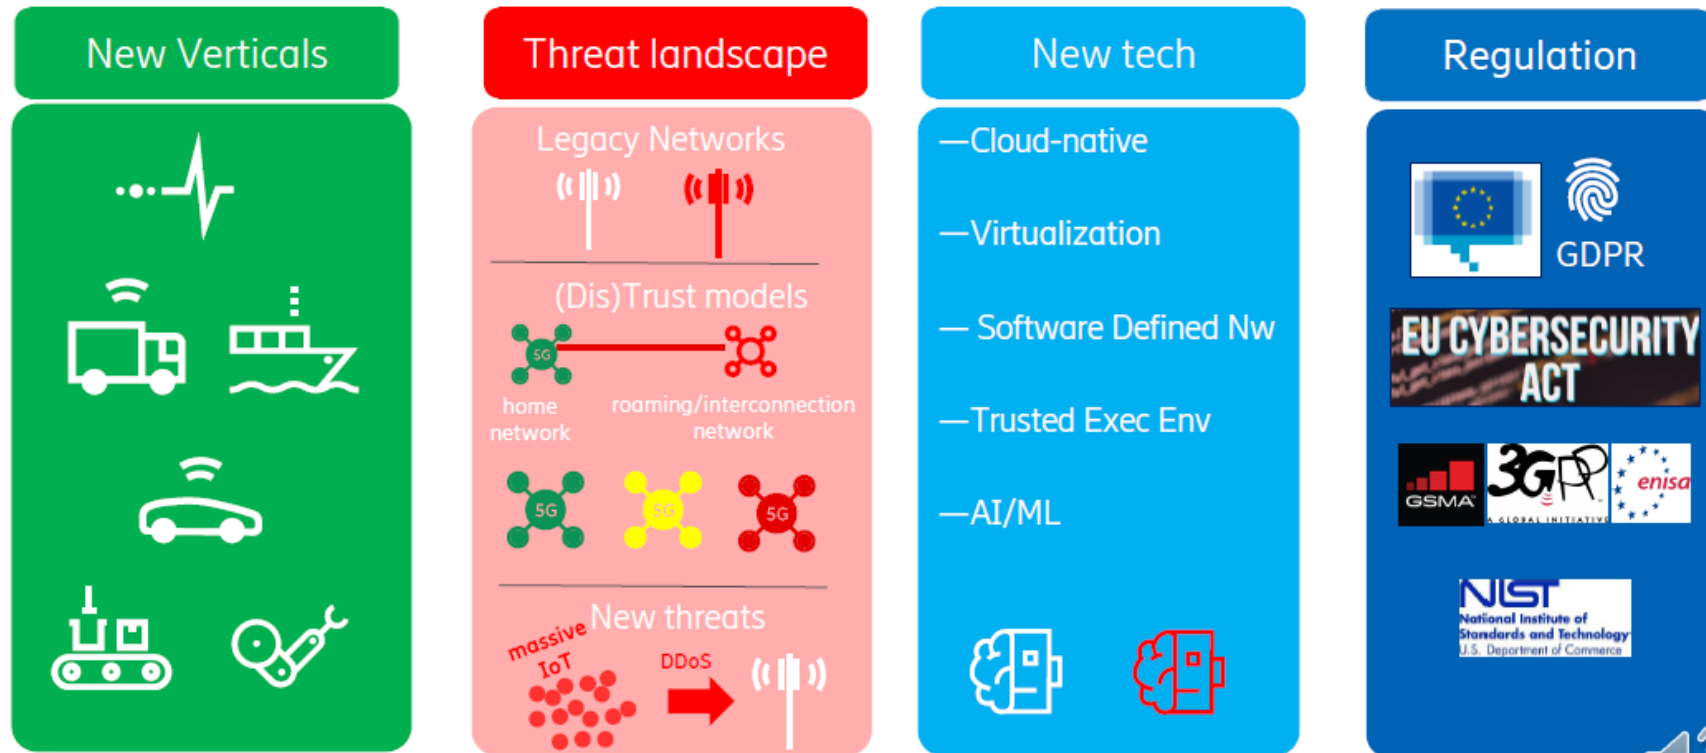 New Verticals
Threat landscape
Legacy Networks
(Dis)Trust models
5G
home
network
roaming/interconnection
network
5G
5G
5G
New threats
massive
IoT
DDoS
New tech
—Cloud-native
—Virtualization
— Software Defined Nw
—Trusted Exec Env
—AI/ML
Regulation
GDPR
EU CYBERSECURITY
ACT
GSMA™
3GPP™
A GLOBAL INITIATIVE
enisa
NIST
National Institute of
Standards and Technology
U.S. Department of Commerce